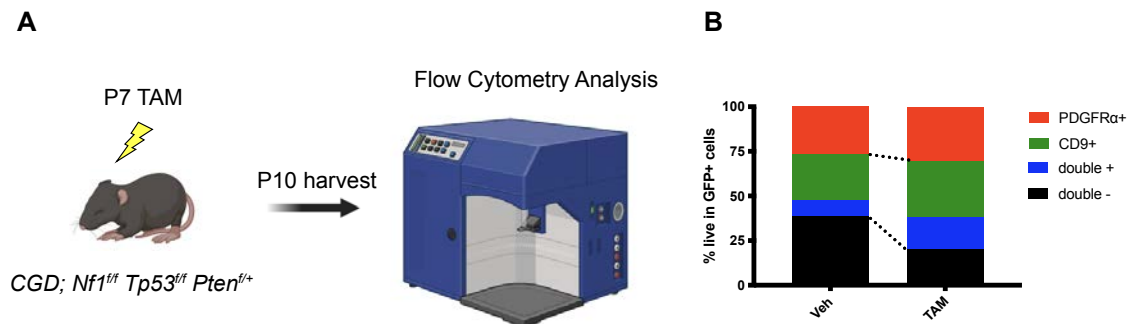 A
P7 TAM
P10 harvest
CGD; Nf1f/f Tp53f/f Ptenf/+
Flow Cytometry Analysis
B
% live in GFP+ cells
100
75
50
25
0
Veh
TAM
PDGFRα+
CD9+
double +
double -